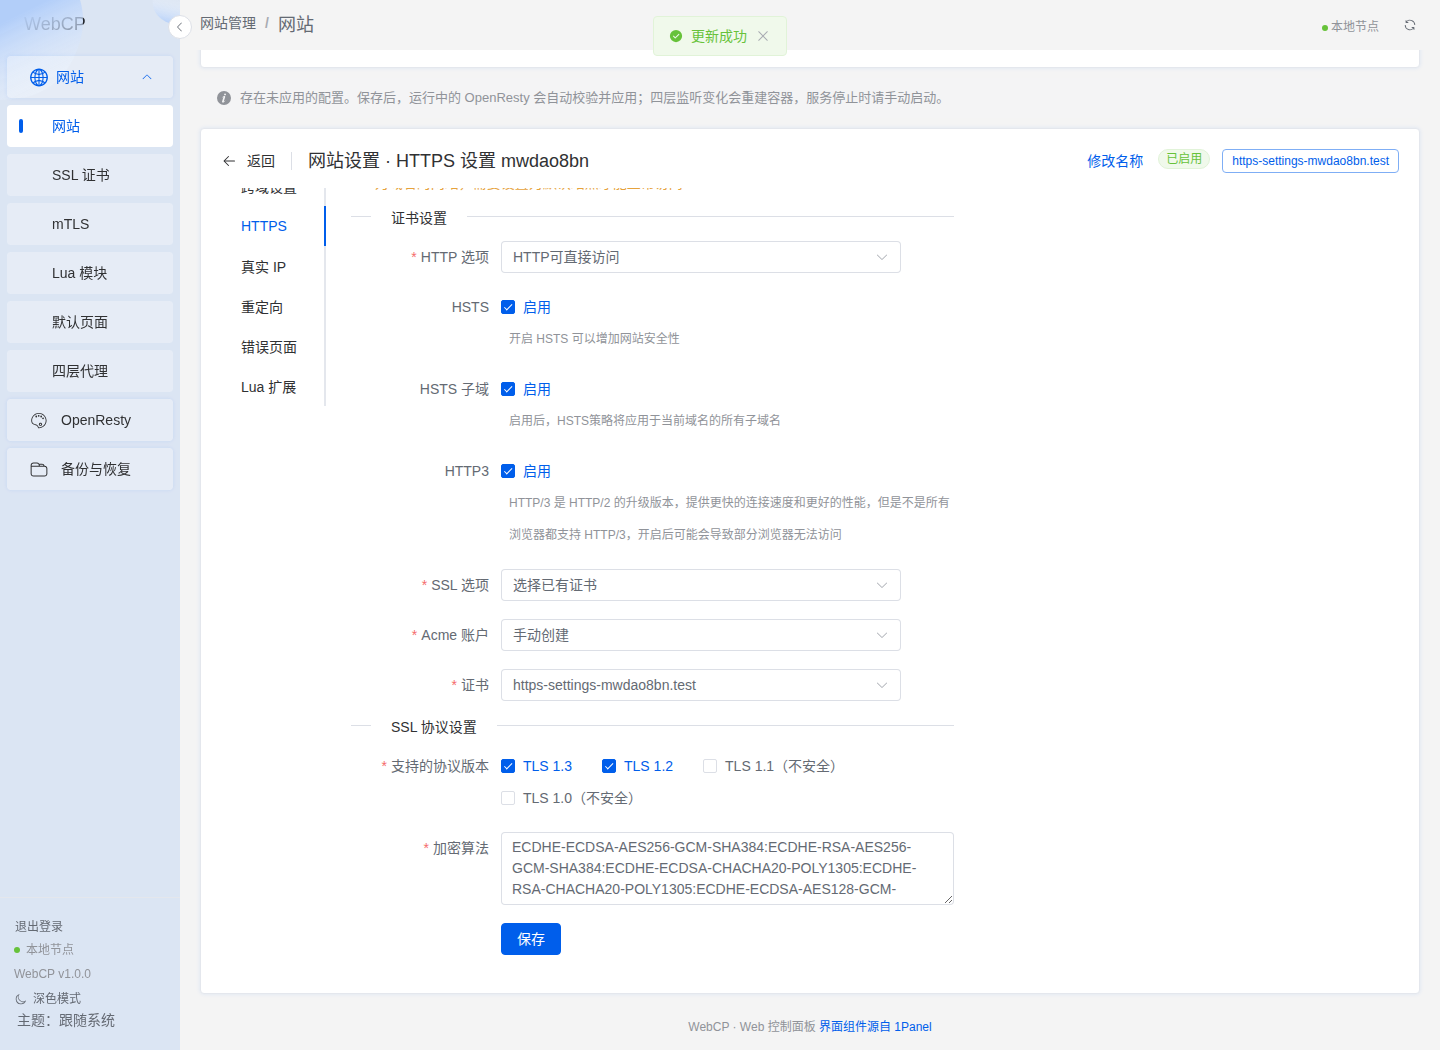 WebCP
网站管理 / 网站
更新成功
本地节点
网站
网站
SSL 证书
mTLS
Lua 模块
默认页面
四层代理
OpenResty
备份与恢复
退出登录
本地节点
WebCP v1.0.0
深色模式
主题：跟随系统
存在未应用的配置。保存后，运行中的 OpenResty 会自动校验并应用；四层监听变化会重建容器，服务停止时请手动启动。
返回
网站设置 · HTTPS 设置 mwdao8bn
修改名称
已启用
https-settings-mwdao8bn.test
跨域设置
HTTPS
真实 IP
重定向
错误页面
Lua 扩展
证书设置
* HTTP 选项
HTTP可直接访问
HSTS
启用
开启 HSTS 可以增加网站安全性
HSTS 子域
启用
启用后，HSTS策略将应用于当前域名的所有子域名
HTTP3
启用
HTTP/3 是 HTTP/2 的升级版本，提供更快的连接速度和更好的性能，但是不是所有
浏览器都支持 HTTP/3，开启后可能会导致部分浏览器无法访问
* SSL 选项
选择已有证书
* Acme 账户
手动创建
* 证书
https-settings-mwdao8bn.test
SSL 协议设置
* 支持的协议版本
TLS 1.3
TLS 1.2
TLS 1.1（不安全）
TLS 1.0（不安全）
* 加密算法
ECDHE-ECDSA-AES256-GCM-SHA384:ECDHE-RSA-AES256-
GCM-SHA384:ECDHE-ECDSA-CHACHA20-POLY1305:ECDHE-
RSA-CHACHA20-POLY1305:ECDHE-ECDSA-AES128-GCM-
保存
WebCP · Web 控制面板 界面组件源自 1Panel